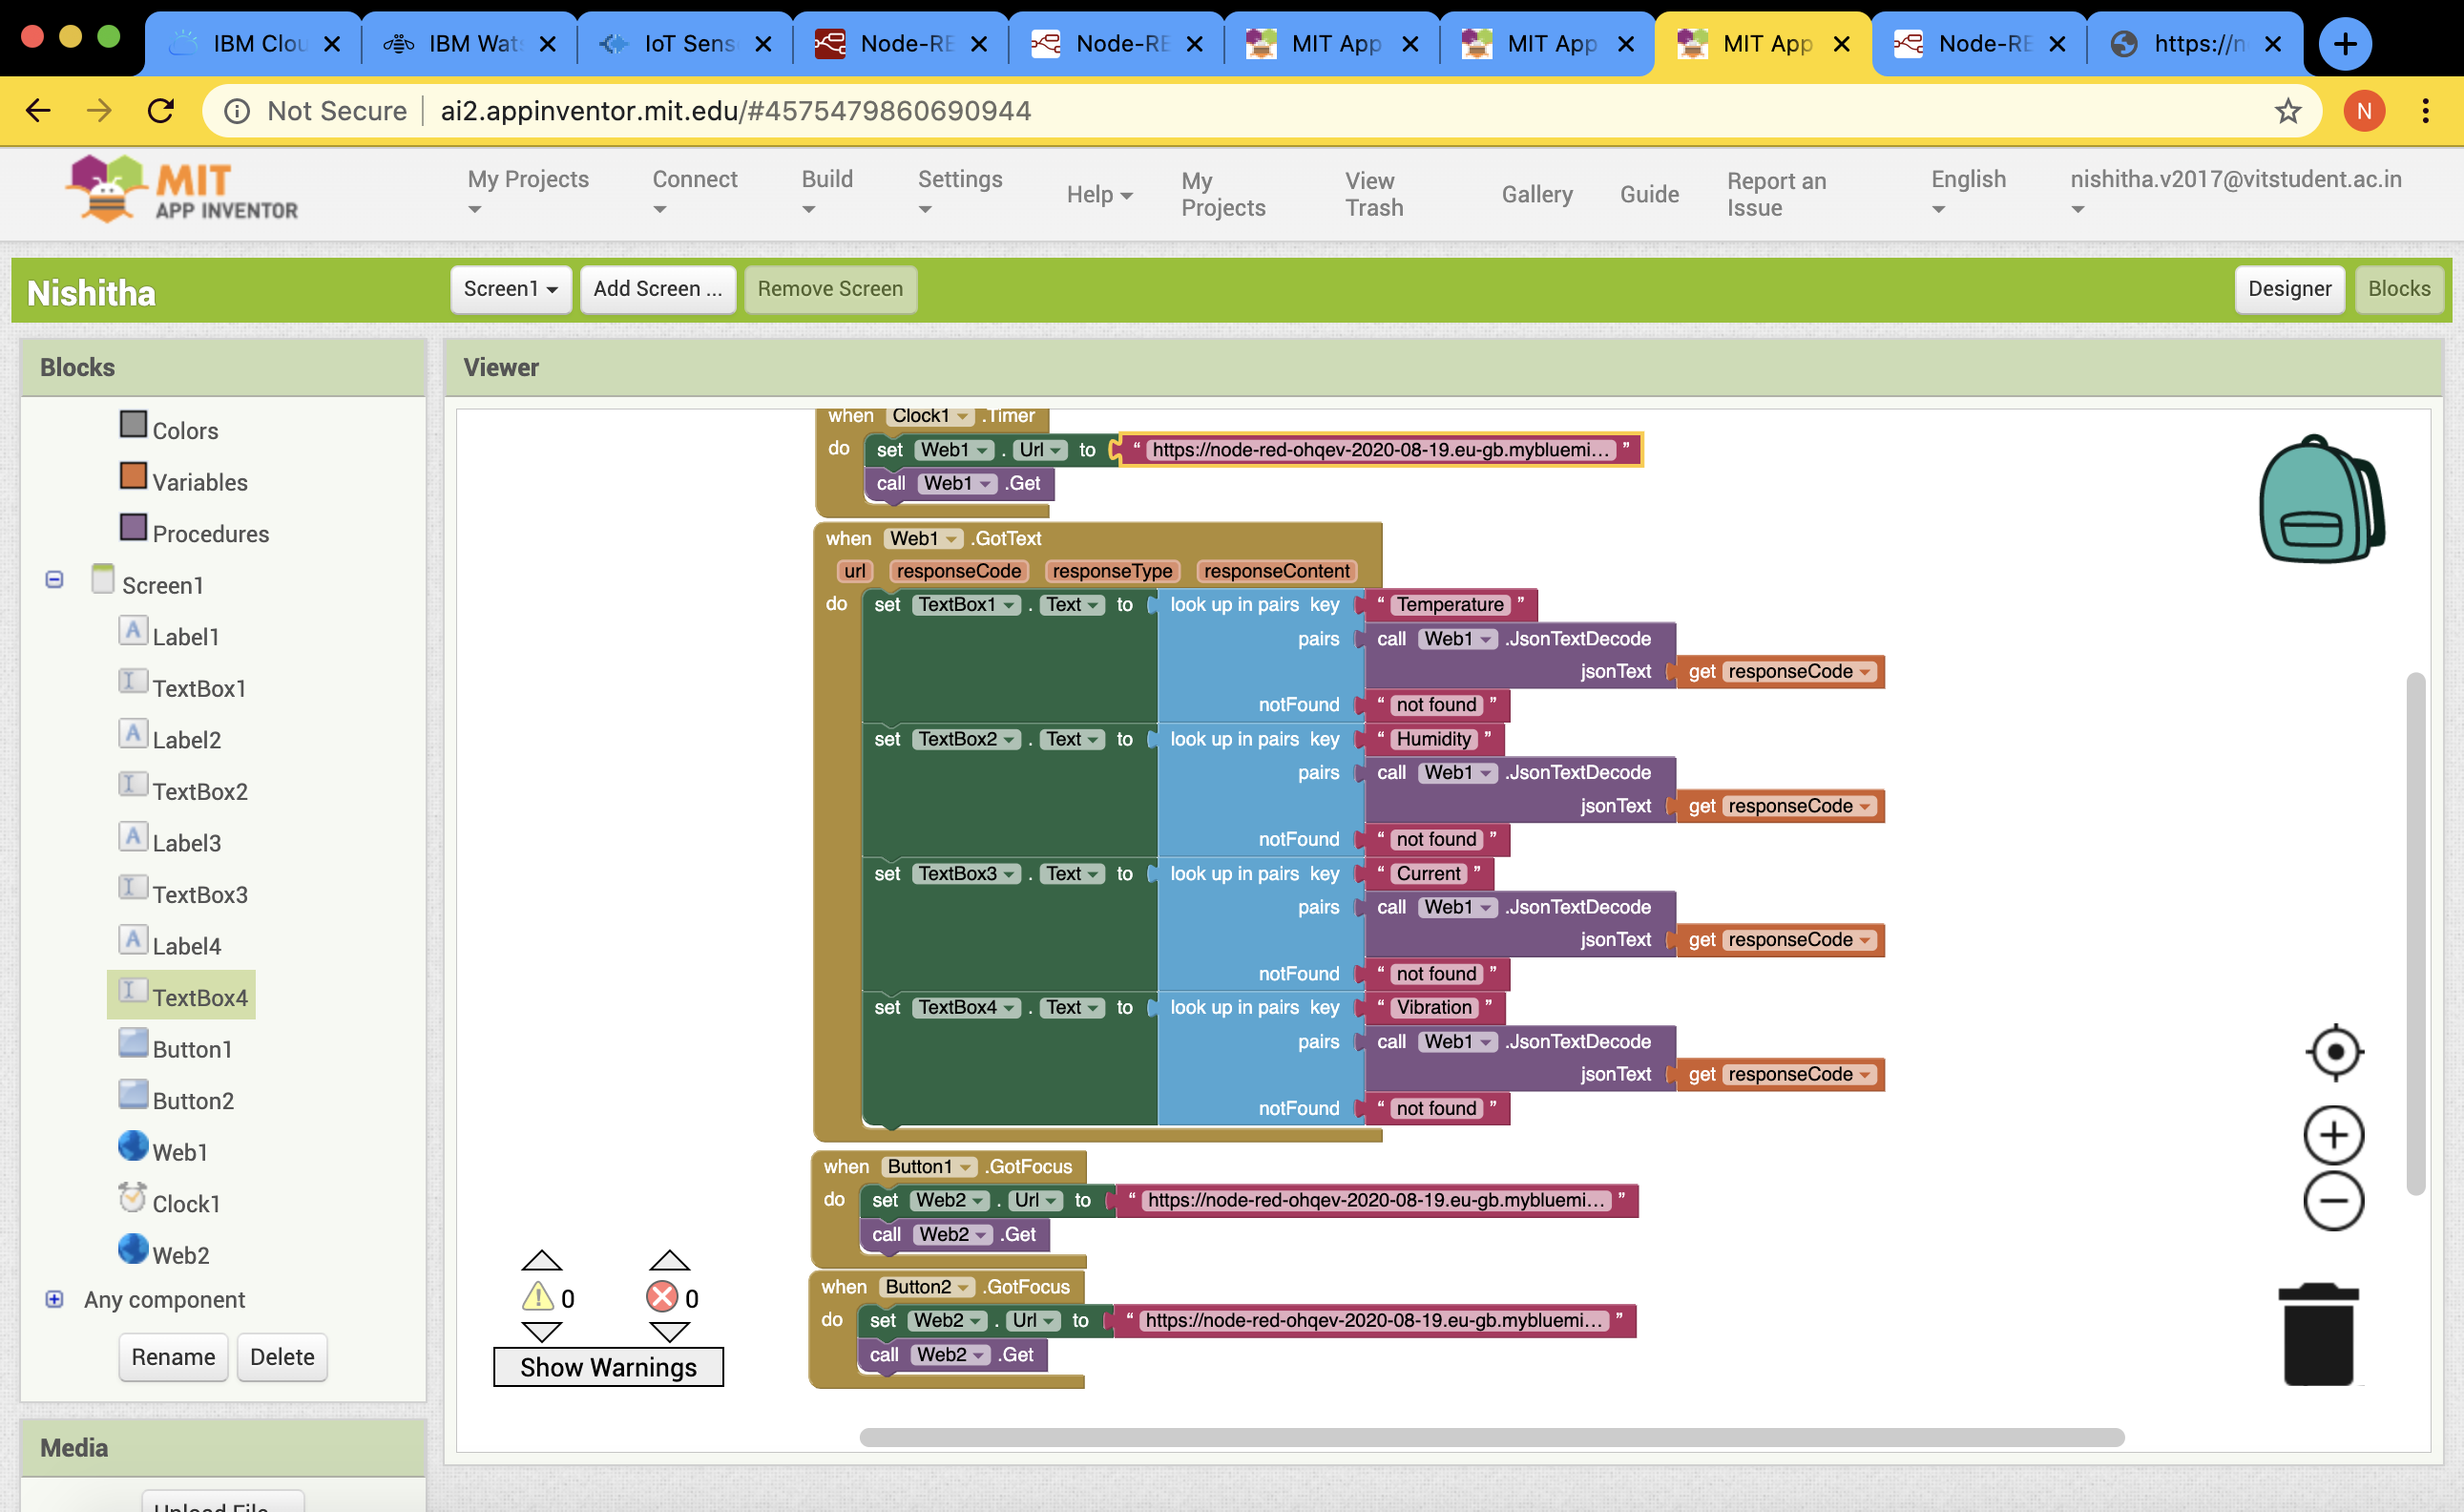 IBM Clou
IBM Wat
IoT Sens
Node-RE
Node-RE
MIT App
MIT App
MIT App
Node-RE
https://n
Not Secure
ai2.appinventor.mit.edu/#4575479860690944
N
MIT
APP INVENTOR
My Projects
Connect
Build
Settings
Help
My Projects
View Trash
Gallery
Guide
Report an Issue
English
nishitha.v2017@vitstudent.ac.in
Nishitha
Screen1
Add Screen ...
Remove Screen
Designer
Blocks
Blocks
Colors
Variables
Procedures
Screen1
Label1
TextBox1
Label2
TextBox2
Label3
TextBox3
Label4
TextBox4
Button1
Button2
Web1
Clock1
Web2
Any component
Rename
Delete
Media
Upload File
Viewer
when Clock1 .Timer
do set Web1 . Url to “ https://node-red-ohqev-2020-08-19.eu-gb.mybluemi... ”
call Web1 .Get
when Web1 .GotText
url responseCode responseType responseContent
do set TextBox1 . Text to look up in pairs key “ Temperature ”
pairs call Web1 .JsonTextDecode
jsonText get responseCode
notFound “ not found ”
set TextBox2 . Text to look up in pairs key “ Humidity ”
pairs call Web1 .JsonTextDecode
jsonText get responseCode
notFound “ not found ”
set TextBox3 . Text to look up in pairs key “ Current ”
pairs call Web1 .JsonTextDecode
jsonText get responseCode
notFound “ not found ”
set TextBox4 . Text to look up in pairs key “ Vibration ”
pairs call Web1 .JsonTextDecode
jsonText get responseCode
notFound “ not found ”
when Button1 .GotFocus
do set Web2 . Url to “ https://node-red-ohqev-2020-08-19.eu-gb.mybluemi... ”
call Web2 .Get
when Button2 .GotFocus
do set Web2 . Url to “ https://node-red-ohqev-2020-08-19.eu-gb.mybluemi... ”
call Web2 .Get
0
0
Show Warnings